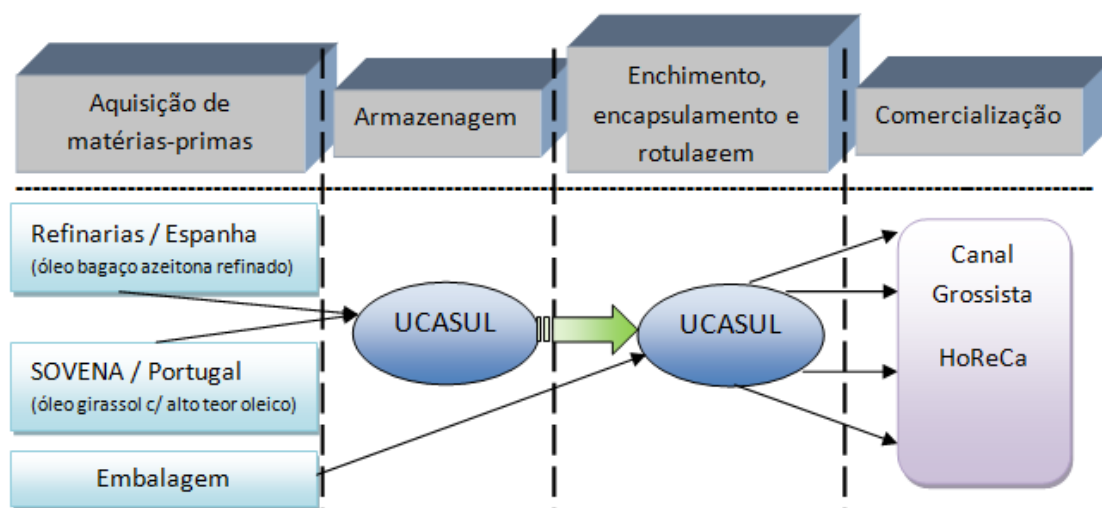 Aquisição de
matérias-primas
Armazenagem
Enchimento,
encapsulamento e
rotulagem
Comercialização
Refinarias / Espanha
(óleo bagaço azeitona refinado)
SOVENA / Portugal
(óleo girassol c/ alto teor oleico)
Embalagem
UCASUL
UCASUL
Canal
Grossista
HoReCa